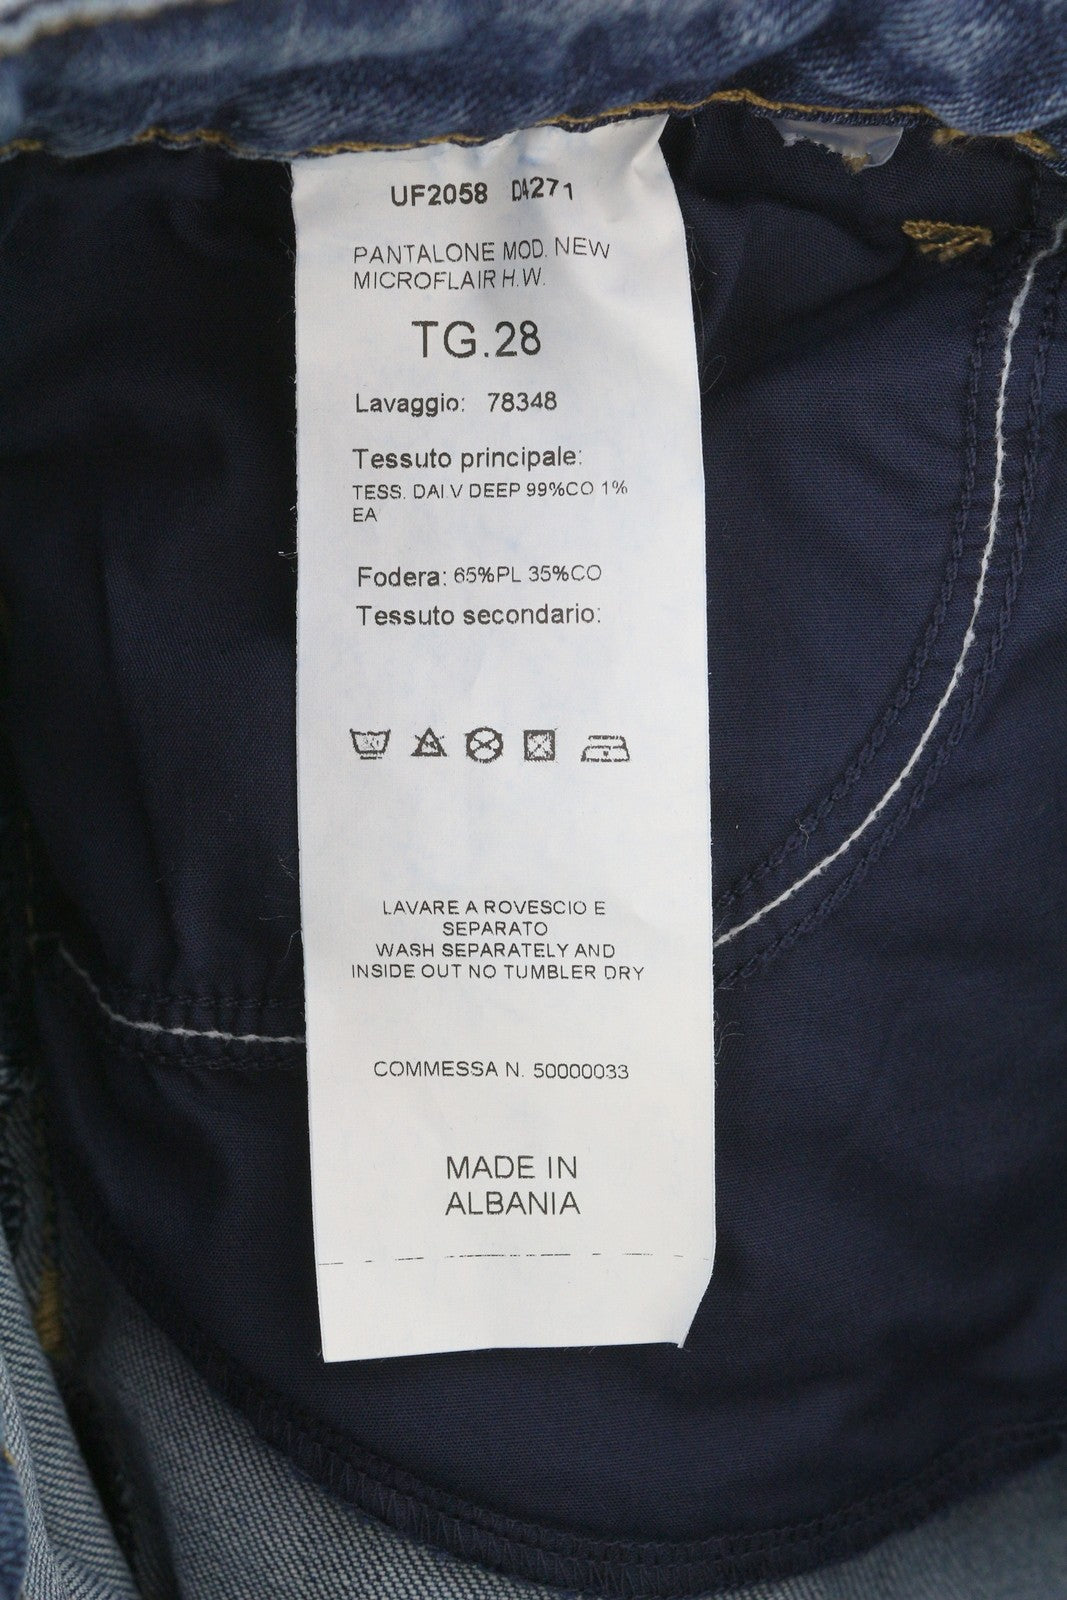 UF2058 D4271
PANTALONE MOD. NEW
MICROFLAIR H.W.
TG.28
Lavaggio: 78348
Tessuto principale:
TESS. DAI.V DEEP 99%CO 1%
EA
Fodera: 65%PL 35%CO
Tessuto secondario:
LAVARE A ROVESCIO E
SEPARATO
WASH SEPARATELY AND
INSIDE OUT NO TUMBLER DRY
COMMESSA N. 50000033
MADE IN
ALBANIA